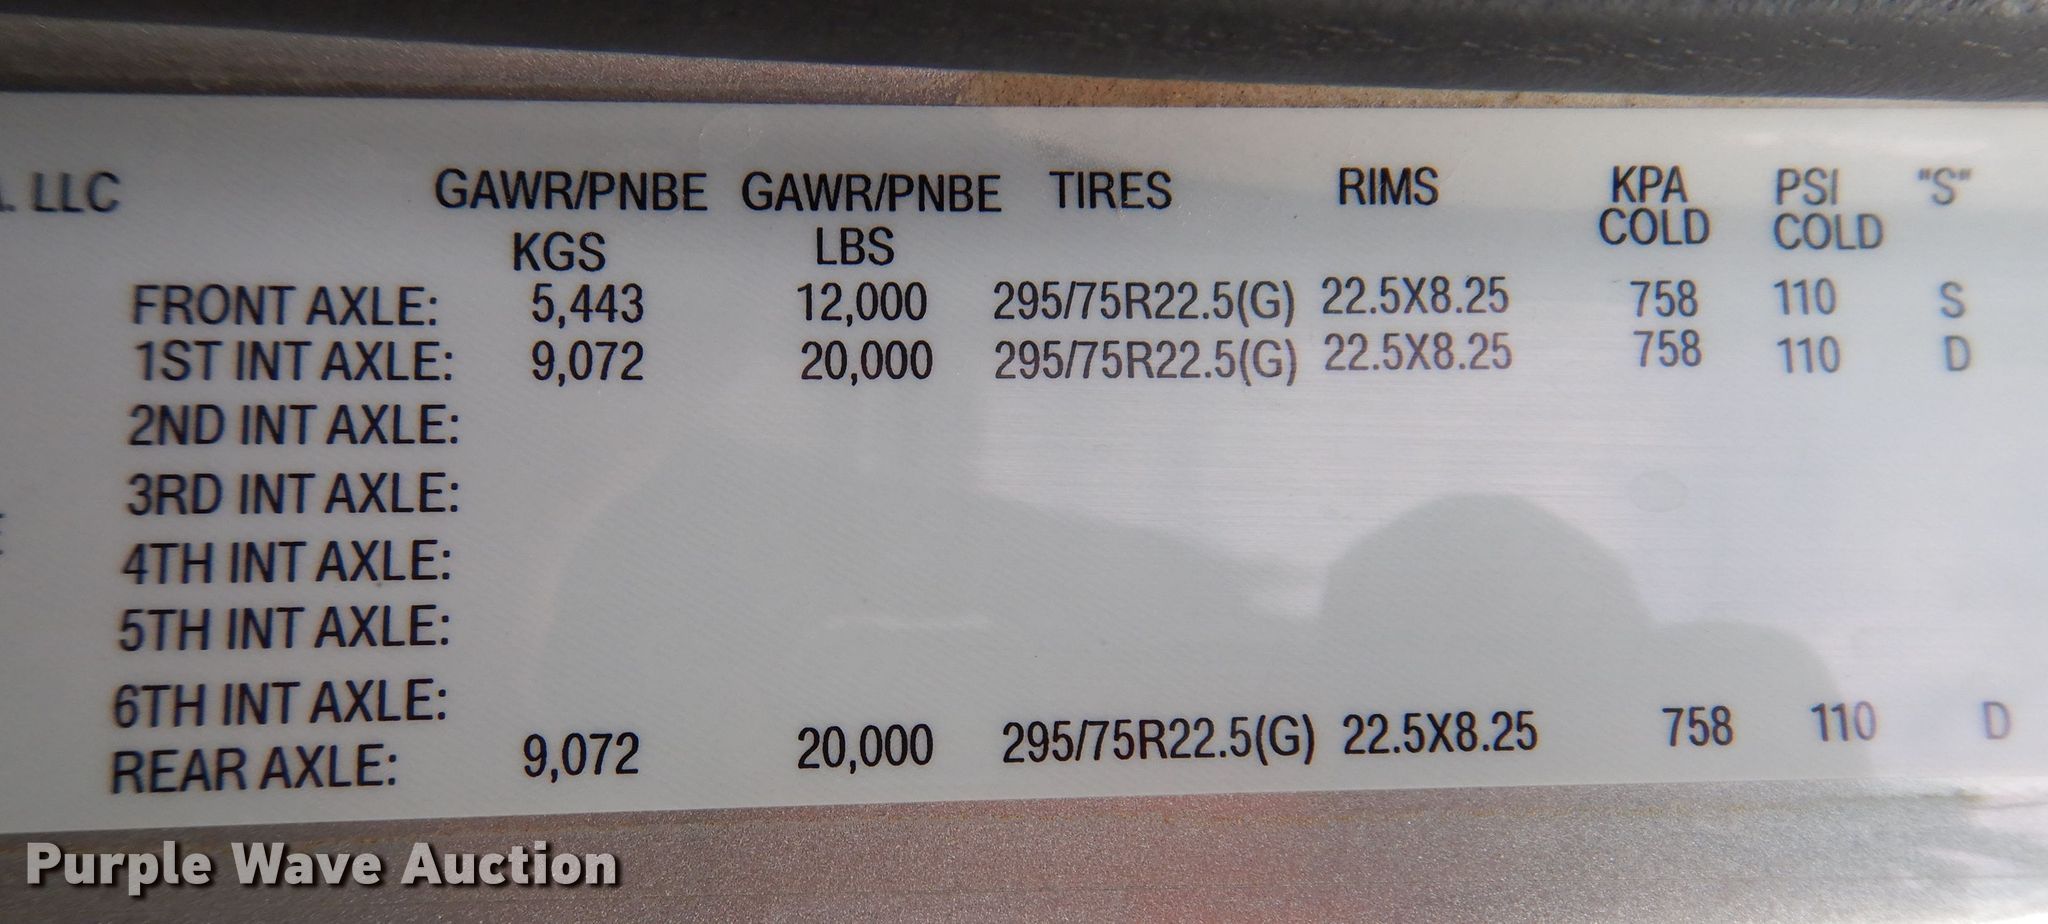 LLC GAWR/PNBE GAWR/PNBE TIRES RIMS KPA PSI "S"
KGS LBS COLD COLD
FRONT AXLE: 5,443 12,000 295/75R22.5(G) 22.5X8.25 758 110 S
1ST INT AXLE: 9,072 20,000 295/75R22.5(G) 22.5X8.25 758 110 D
2ND INT AXLE:
3RD INT AXLE:
4TH INT AXLE:
5TH INT AXLE:
6TH INT AXLE:
REAR AXLE: 9,072 20,000 295/75R22.5(G) 22.5X8.25 758 110 D
Purple Wave Auction